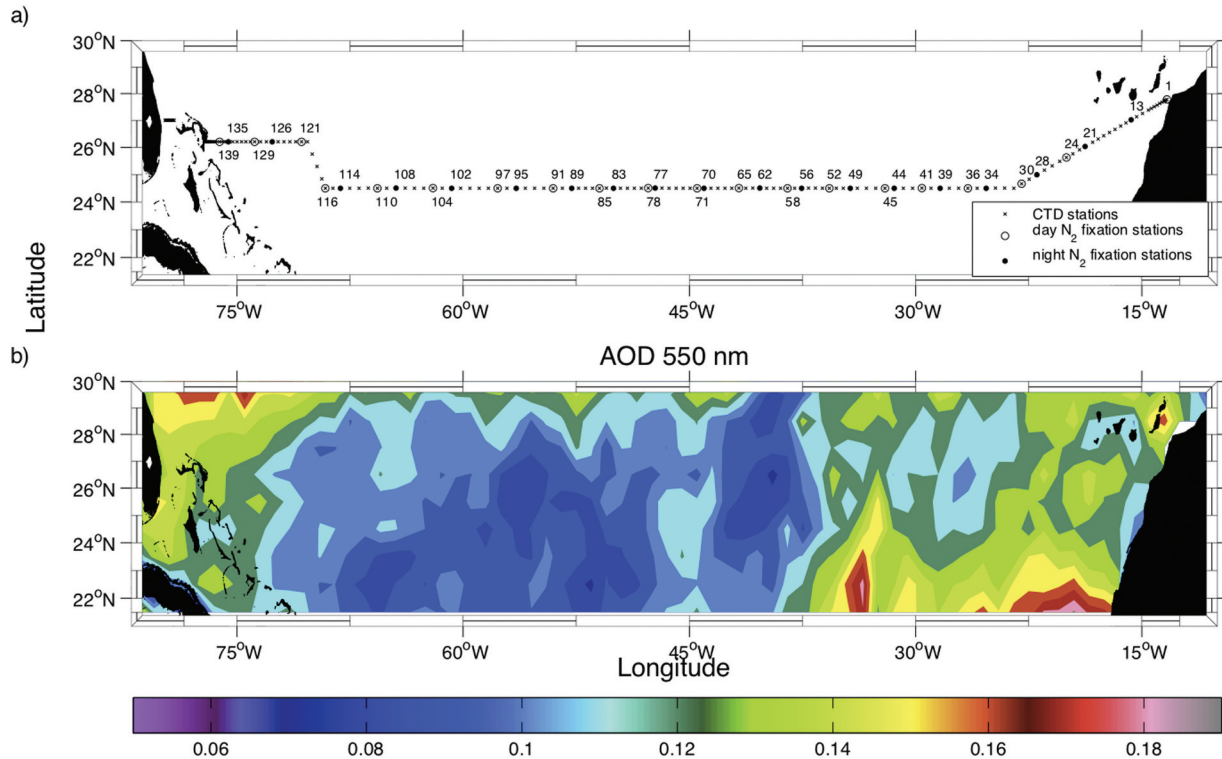 a)
30°N
28°N
26°N
24°N
22°N
Latitude
135 126 121
139 129
114 108 102 97 95 91 89 83 77 70 65 62 56 52 49 44 41 39 36 34
116 110 104 85 78 71 58 45
30 28 24 21 13 1
× CTD stations
○ day N₂ fixation stations
● night N₂ fixation stations
75°W 60°W 45°W 30°W 15°W
b)
AOD 550 nm
30°N
28°N
26°N
24°N
22°N
75°W 60°W 45°W 30°W 15°W
Longitude
0.06 0.08 0.1 0.12 0.14 0.16 0.18